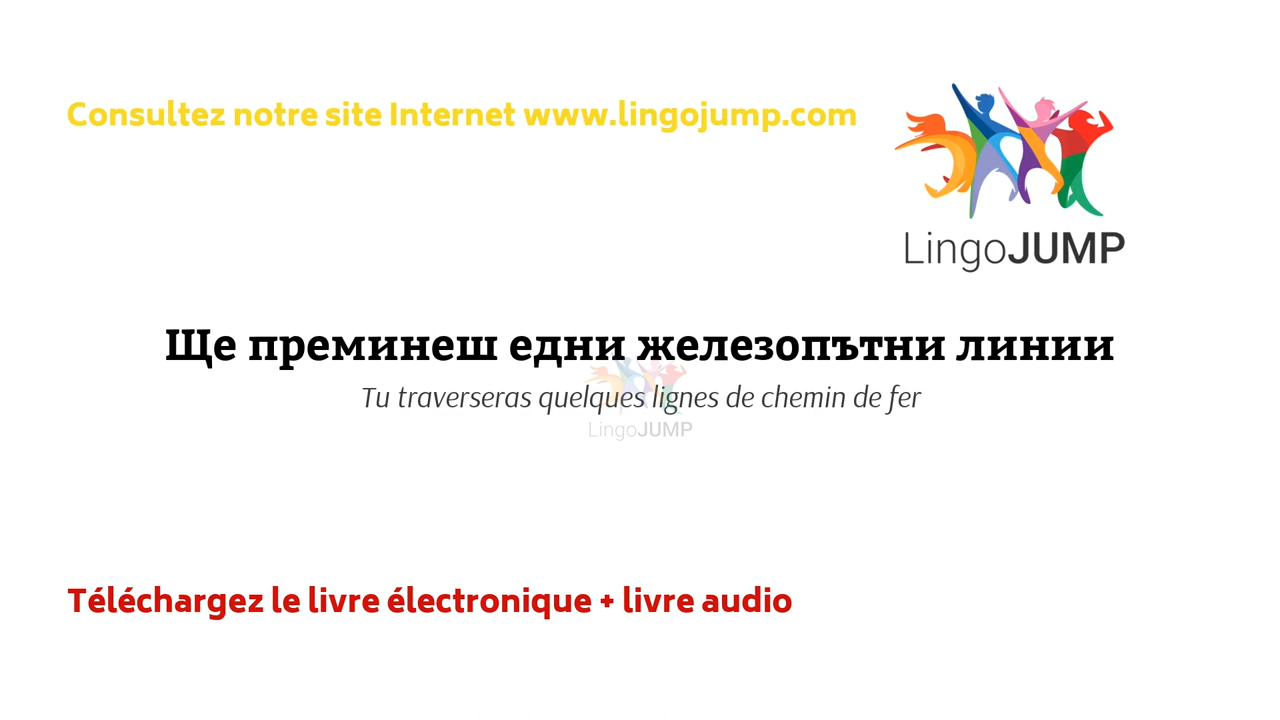 Consultez notre site Internet www.lingojump.com
LingoJUMP
Ще преминеш едни железопътни линии
Tu traverseras quelques lignes de chemin de fer
LingoJUMP
Téléchargez le livre électronique + livre audio